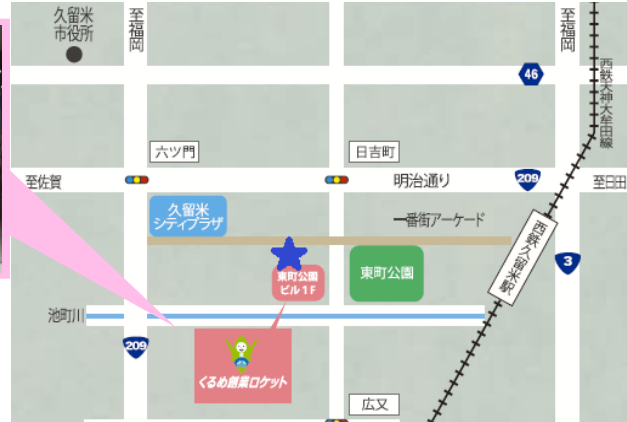 久留米
市役所
至福岡
至福岡
46
西鉄天神大牟田線
六ツ門
日吉町
至佐賀
明治通り
209
至日田
久留米
シティプラザ
一番街アーケード
西鉄久留米駅
東町公園
ビル1F
東町公園
3
池町川
209
くるめ創業ロケット
広又